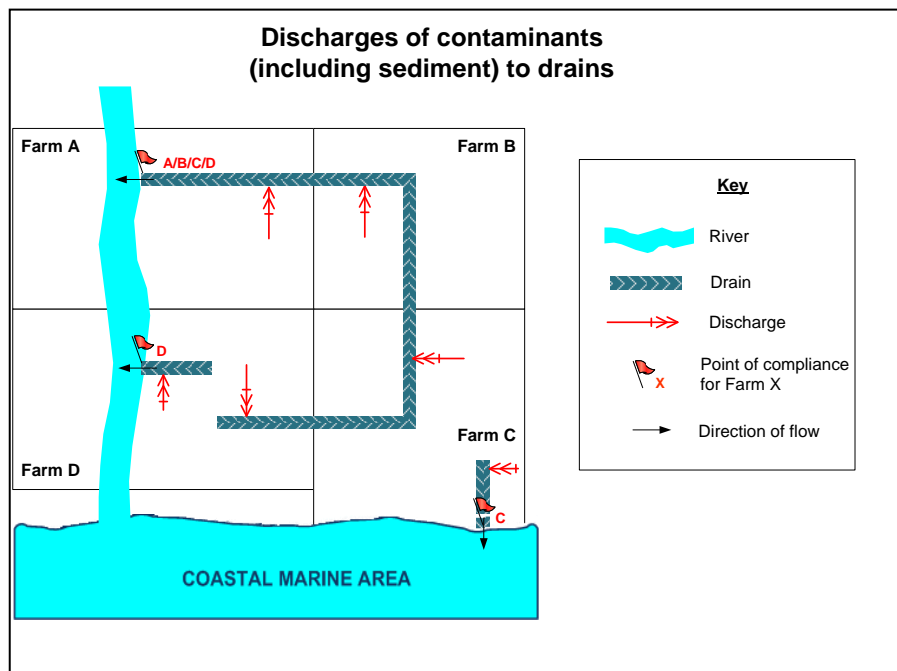 Discharges of contaminants
(including sediment) to drains
Farm A
A/B/C/D
Farm B
Key
River
Drain
Discharge
D
Point of compliance
for Farm X
X
Direction of flow
Farm C
Farm D
C
COASTAL MARINE AREA